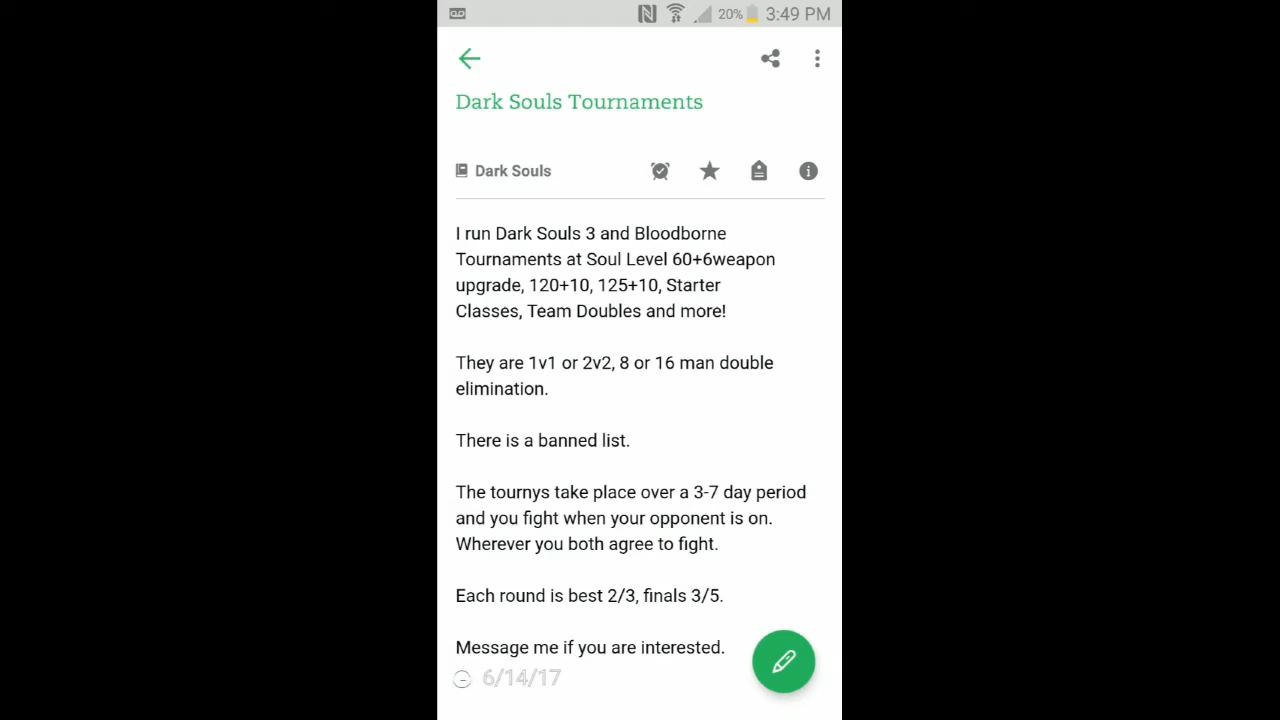 20% 3:49 PM
Dark Souls Tournaments
Dark Souls
I run Dark Souls 3 and Bloodborne
Tournaments at Soul Level 60+6weapon
upgrade, 120+10, 125+10, Starter
Classes, Team Doubles and more!
They are 1v1 or 2v2, 8 or 16 man double
elimination.
There is a banned list.
The tournys take place over a 3-7 day period
and you fight when your opponent is on.
Wherever you both agree to fight.
Each round is best 2/3, finals 3/5.
Message me if you are interested.
6/14/17